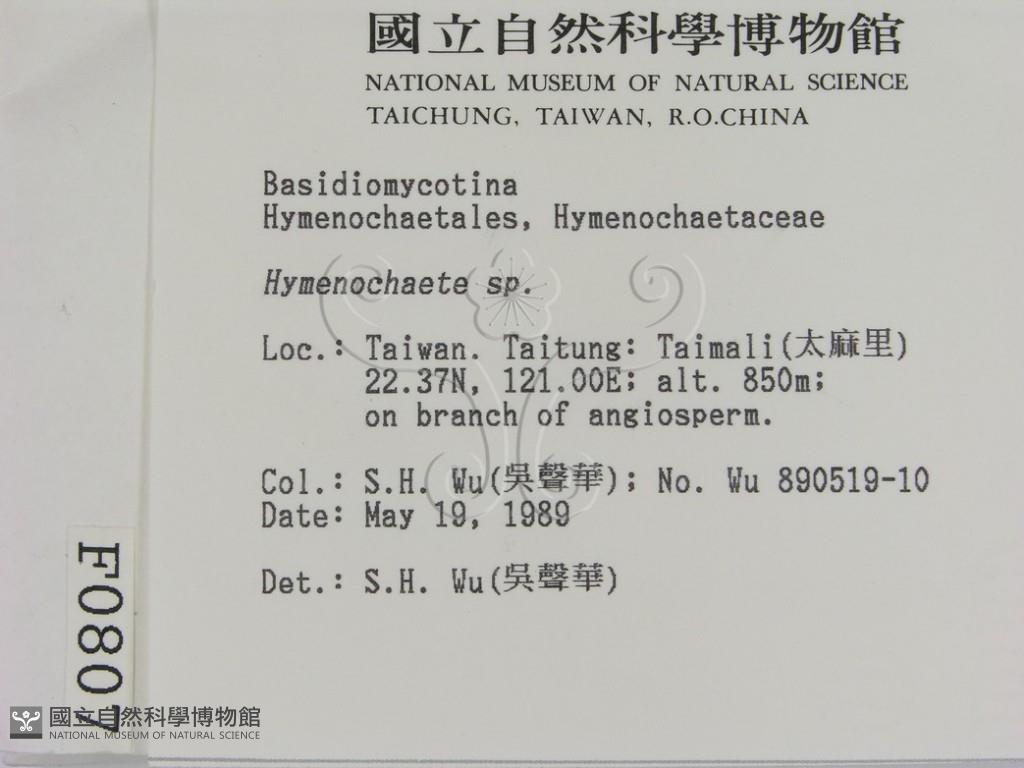 國立自然科學博物館
NATIONAL MUSEUM OF NATURAL SCIENCE
TAICHUNG, TAIWAN, R.O.CHINA
Basidiomycotina
Hymenochaetales, Hymenochaetaceae
Hymenochaete sp.
Loc.: Taiwan. Taitung: Taimali(太麻里)
22.37N, 121.00E; alt. 850m;
on branch of angiosperm.
Col.: S.H. Wu(吳聲華); No. Wu 890519-10
Date: May 19, 1989
Det.: S.H. Wu(吳聲華)
F0807
國立自然科學博物館
NATIONAL MUSEUM OF NATURAL SCIENCE